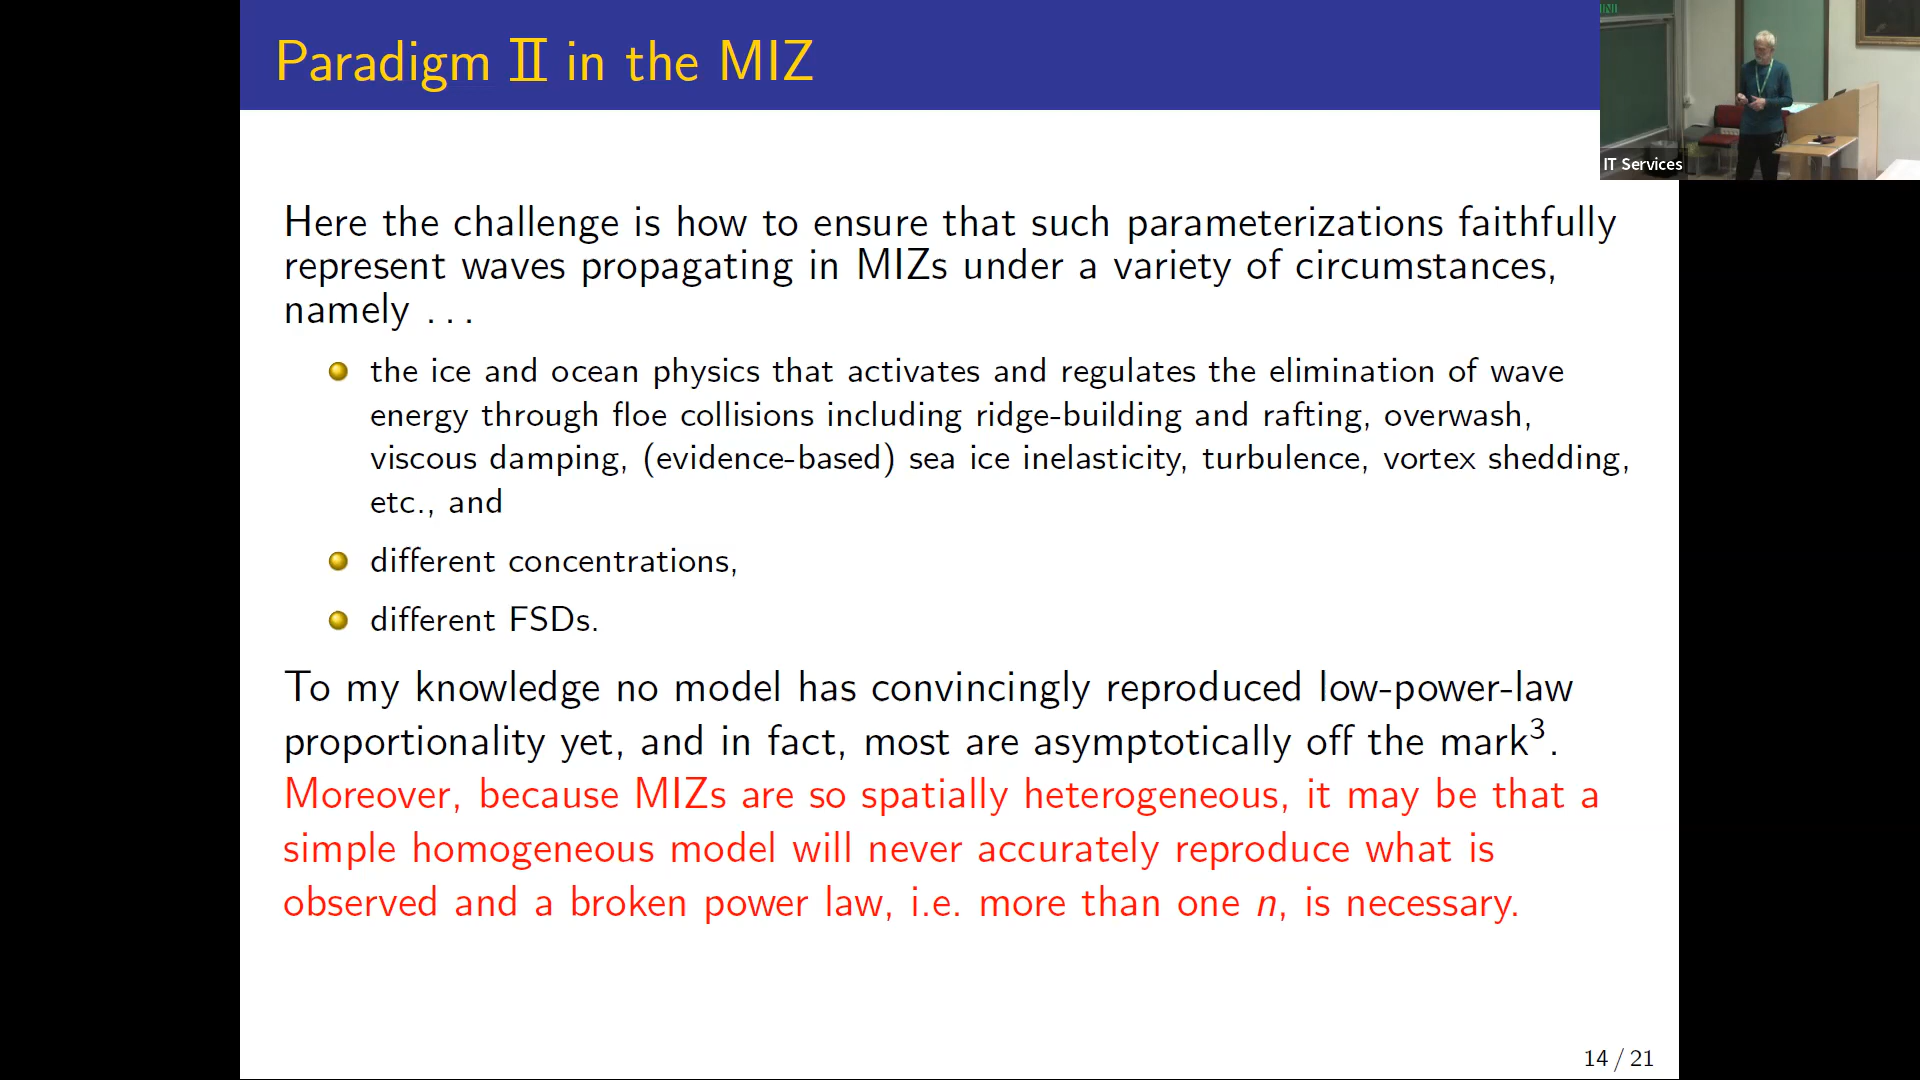 Paradigm II in the MIZ
IT Services
Here the challenge is how to ensure that such parameterizations faithfully
represent waves propagating in MIZs under a variety of circumstances,
namely . . .
the ice and ocean physics that activates and regulates the elimination of wave
energy through floe collisions including ridge-building and rafting, overwash,
viscous damping, (evidence-based) sea ice inelasticity, turbulence, vortex shedding,
etc., and
different concentrations,
different FSDs.
To my knowledge no model has convincingly reproduced low-power-law
proportionality yet, and in fact, most are asymptotically off the mark³.
Moreover, because MIZs are so spatially heterogeneous, it may be that a
simple homogeneous model will never accurately reproduce what is
observed and a broken power law, i.e. more than one n, is necessary.
14 / 21